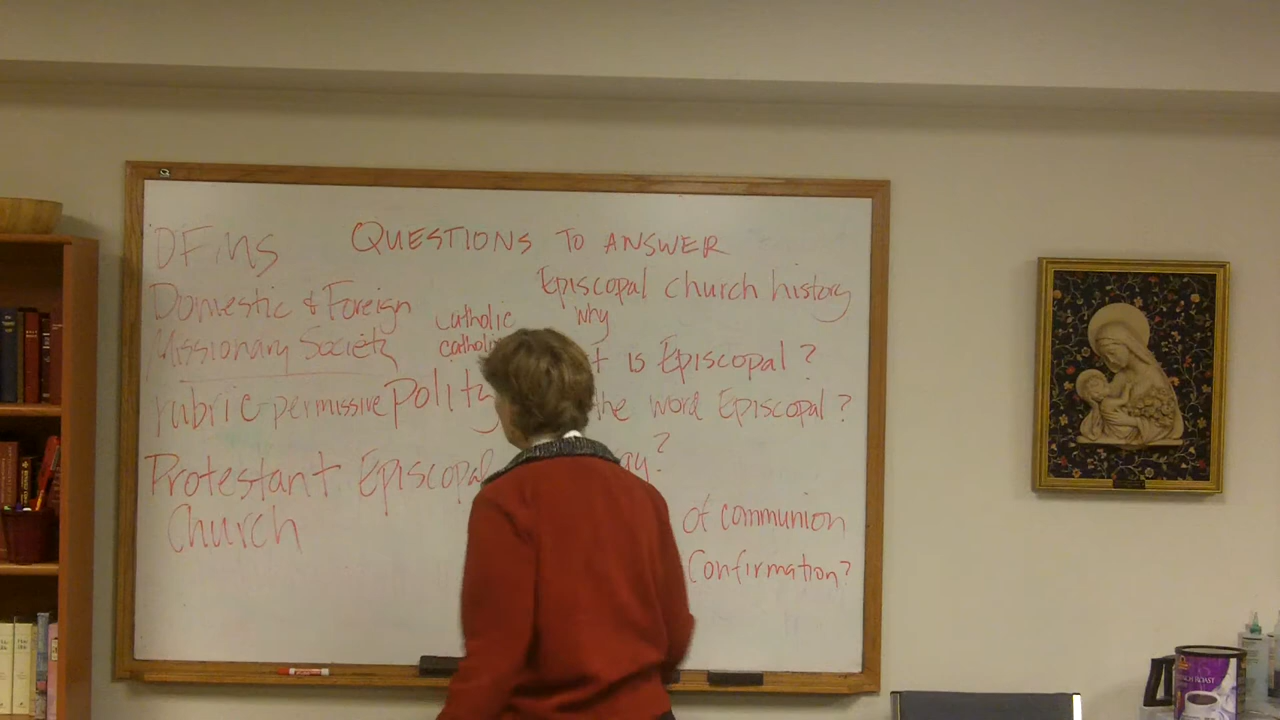 DFMS
QUESTIONS TO ANSWER
Domestic & Foreign
Missionary Society
rubric-permissive Polity
Protestant Episcopal
Church
Episcopal church history
why
catholic
is Episcopal?
the word Episcopal?
?
of communion
Confirmation?